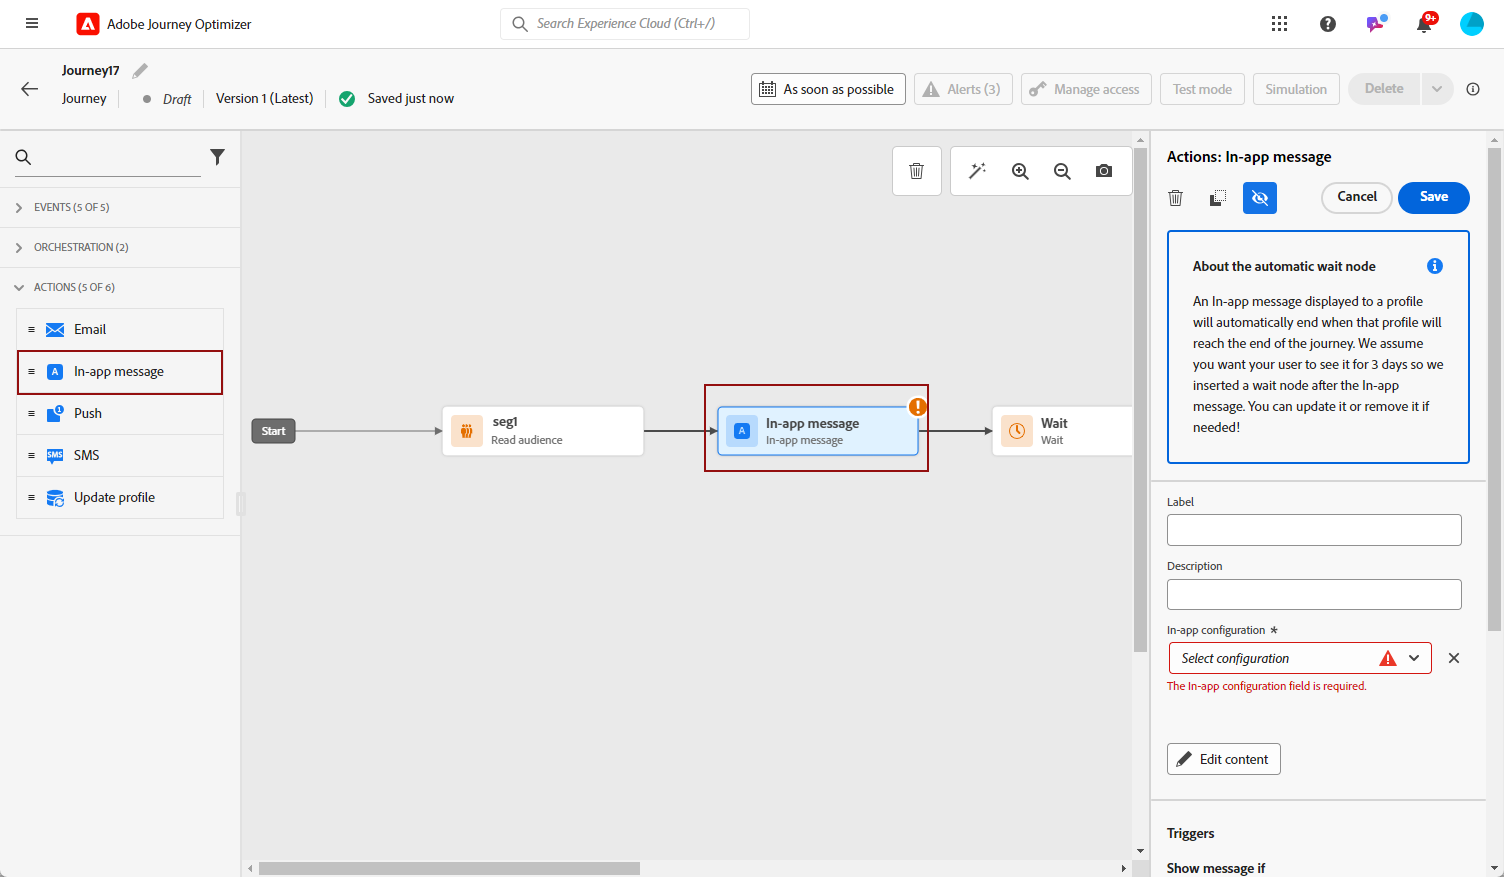 Adobe Journey Optimizer
Search Experience Cloud (Ctrl+/)
9+
Journey17
Journey
Draft
Version 1 (Latest)
Saved just now
As soon as possible
Alerts (3)
Manage access
Test mode
Simulation
Delete
EVENTS (5 OF 5)
ORCHESTRATION (2)
ACTIONS (5 OF 6)
Email
A
In-app message
1
Push
SMS
SMS
Update profile
Start
seg1
Read audience
A
In-app message
In-app message
Wait
Wait
Actions: In-app message
Cancel
Save
About the automatic wait node
An In-app message displayed to a profile
will automatically end when that profile will
reach the end of the journey. We assume
you want your user to see it for 3 days so we
inserted a wait node after the In-app
message. You can update it or remove it if
needed!
Label
Description
In-app configuration *
Select configuration
The In-app configuration field is required.
Edit content
Triggers
Show message if